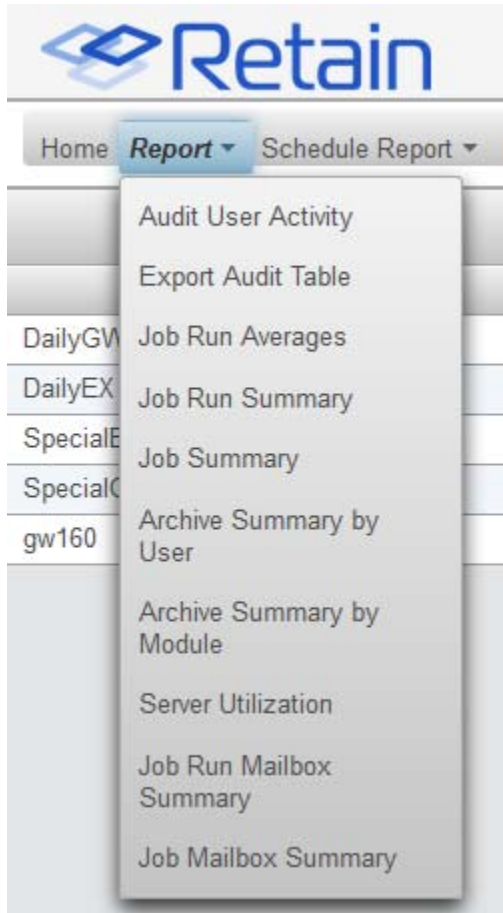 Retain
Home Report Schedule Report
Audit User Activity
Export Audit Table
DailyGW
Job Run Averages
DailyEX
Job Run Summary
Job Summary
gw160
Archive Summary by
User
Archive Summary by
Module
Server Utilization
Job Run Mailbox
Summary
Job Mailbox Summary